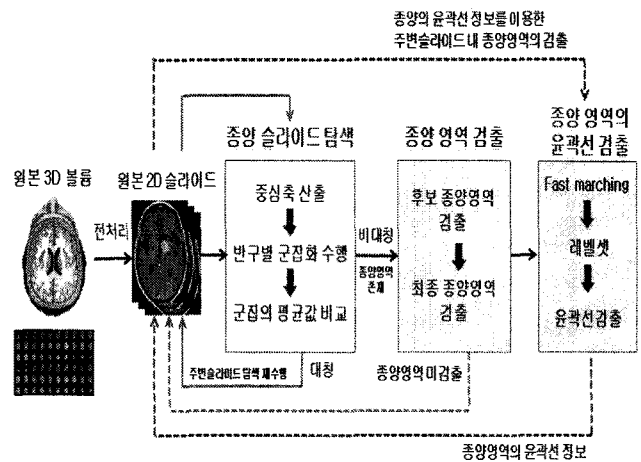 종양의 윤곽선 정보를 이용한
주변슬라이드 내 종양영역의 검출
종양 슬라이드 탐색
종양 영역 검출
종양 영역의
윤곽선 검출
원본 3D 볼륨
원본 2D 슬라이드
전처리
중심축 산출
반구별 군집화 수행
군집의 평균값 비교
비대칭
종양영역
존재
후보 종양영역
검출
최종 종양영역
검출
Fast marching
레벨셋
윤곽선검출
주변슬라이드 탐색 재수행
대칭
종양영역 미검출
종양영역의 윤곽선 정보